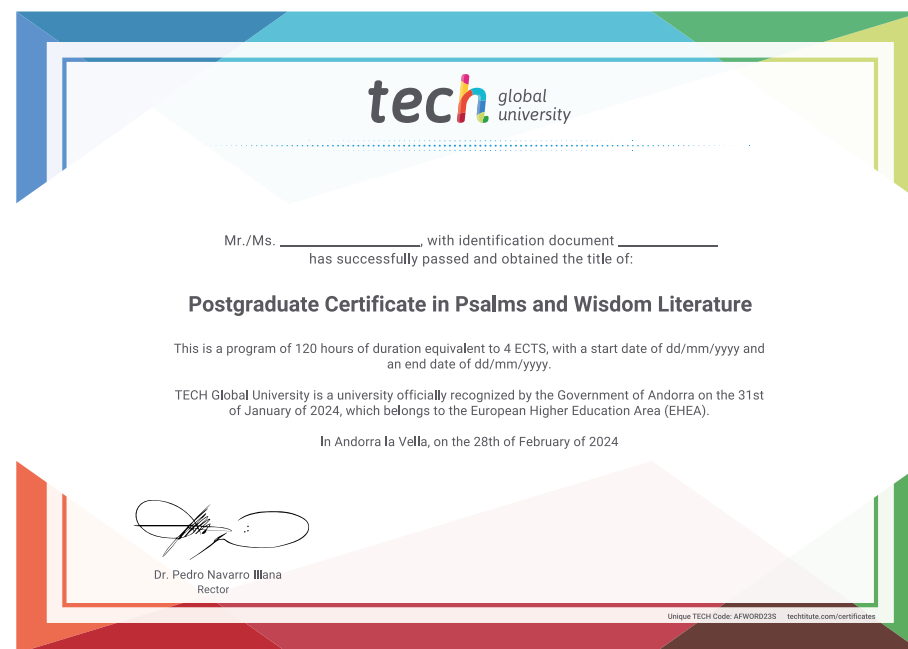 tech global
university
Mr./Ms. ____________________, with identification document ______________
has successfully passed and obtained the title of:
Postgraduate Certificate in Psalms and Wisdom Literature
This is a program of 120 hours of duration equivalent to 4 ECTS, with a start date of dd/mm/yyyy and
an end date of dd/mm/yyyy.
TECH Global University is a university officially recognized by the Government of Andorra on the 31st
of January of 2024, which belongs to the European Higher Education Area (EHEA).
In Andorra la Vella, on the 28th of February of 2024
Dr. Pedro Navarro Illana
Rector
Unique TECH Code: AFWORD23S techtitute.com/certificates